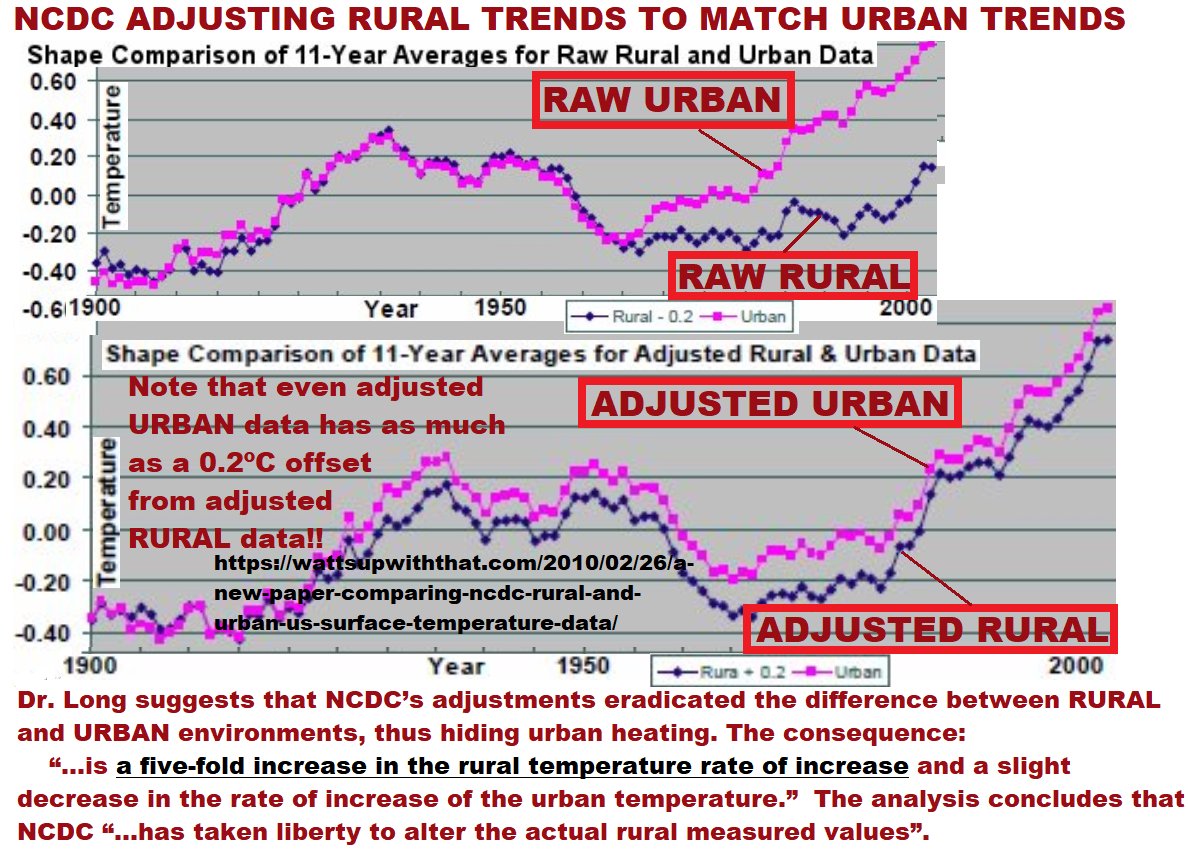 NCDC ADJUSTING RURAL TRENDS TO MATCH URBAN TRENDS
Shape Comparison of 11-Year Averages for Raw Rural and Urban Data
0.60
0.40
0.20
0.00
-0.20
-0.40
-0.6
Temperature
RAW URBAN
RAW RURAL
1900
Year
1950
2000
Rural - 0.2
Urban
Shape Comparison of 11-Year Averages for Adjusted Rural & Urban Data
0.60
0.40
0.20
0.00
-0.20
-0.40
Temperature
Note that even adjusted
URBAN data has as much
as a 0.2ºC offset
from adjusted
RURAL data!!
ADJUSTED URBAN
https://wattsupwiththat.com/2010/02/26/a-
new-paper-comparing-ncdc-rural-and-
urban-us-surface-temperature-data/
ADJUSTED RURAL
1900
Year
1950
2000
Rura + 0.2
Urban
Dr. Long suggests that NCDC’s adjustments eradicated the difference between RURAL
and URBAN environments, thus hiding urban heating. The consequence:
“...is a five-fold increase in the rural temperature rate of increase and a slight
decrease in the rate of increase of the urban temperature.” The analysis concludes that
NCDC “...has taken liberty to alter the actual rural measured values”.